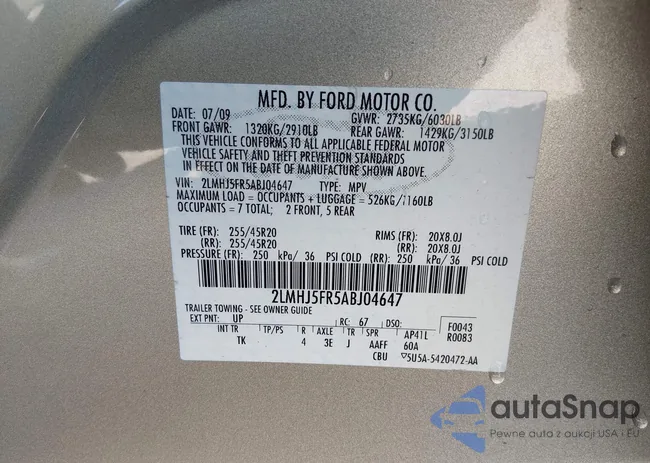 MFD. BY FORD MOTOR CO.
DATE: 07/09 GVWR: 2735KG/6030LB
FRONT GAWR: 1320KG/2910LB REAR GAWR: 1429KG/3150LB
THIS VEHICLE CONFORMS TO ALL APPLICABLE FEDERAL MOTOR
VEHICLE SAFETY AND THEFT PREVENTION STANDARDS
IN EFFECT ON THE DATE OF MANUFACTURE SHOWN ABOVE.
VIN: 2LMHJ5FR5ABJ04647 TYPE: MPV
MAXIMUM LOAD = OCCUPANTS + LUGGAGE = 526KG/1160LB
OCCUPANTS = 7 TOTAL; 2 FRONT, 5 REAR
TIRE (FR): 255/45R20 RIMS (FR): 20X8.0J
(RR): 255/45R20 (RR): 20X8.0J
PRESSURE (FR): 250 kPa/ 36 PSI COLD (RR): 250 kPa/ 36 PSI COLD
2LMHJ5FR5ABJ04647
TRAILER TOWING - SEE OWNER GUIDE
EXT PNT: UP RC: 67 DSO: F0043
INT TR TP/PS R AXLE TR SPR AP41L R0083
TK 4 3E J AAFF 60A
CBU 5U5A-5420472-AA
autaSnap
Pewne auta z aukcji USA i EU